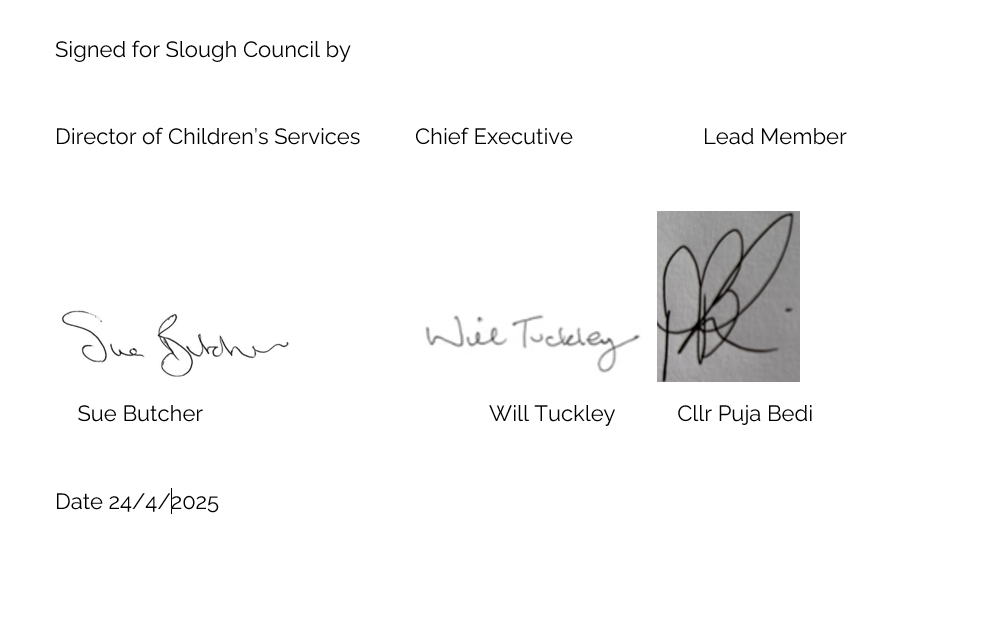 Signed for Slough Council by
Director of Children's Services Chief Executive Lead Member
Sue Butcher Will Tuckley
Sue Butcher Will Tuckley Cllr Puja Bedi
Date 24/4/2025